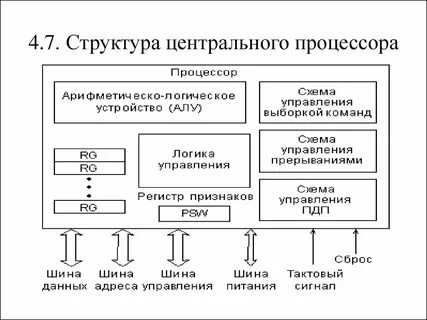 4.7. Структура центрального процессора
Процессор
Арифметическо-логическое
устройство (АЛУ)
Схема
управления
выборкой команд
Логика
управления
Схема
управления
прерываниями
RG
RG
RG
Регистр признаков
PSW
Схема
управления
ПДП
Шина
данных
Шина
адреса
Шина
управления
Шина
питания
Тактовый
сигнал
Сброс